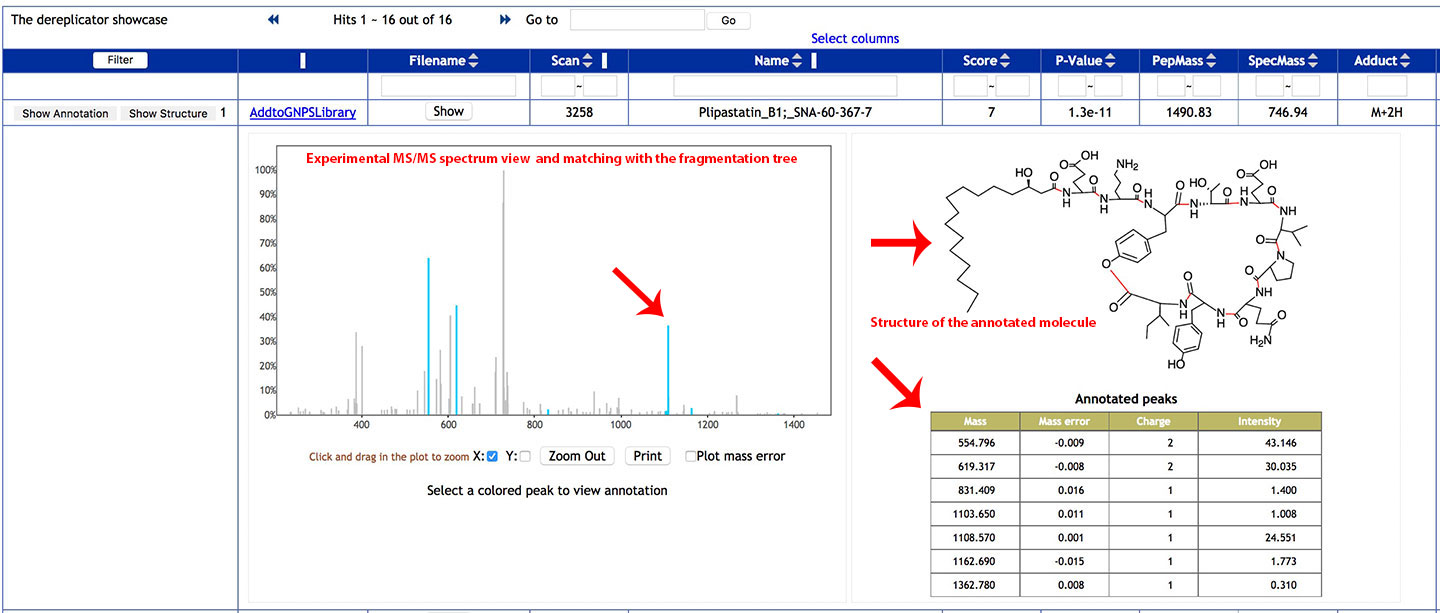 The dereplicator showcase Hits 1 ~ 16 out of 16 Go to Go
Select columns
Filter Filename Scan Name Score P-Value PepMass SpecMass Adduct
~ ~ ~ ~ ~
Show Annotation Show Structure 1 AddtoGNPSLibrary Show 3258 Plipastatin_B1;_SNA-60-367-7 7 1.3e-11 1490.83 746.94 M+2H
Experimental MS/MS spectrum view and matching with the fragmentation tree
100%
90%
80%
70%
60%
50%
40%
30%
20%
10%
0%
400 600 800 1000 1200 1400
Click and drag in the plot to zoom X: Y: Zoom Out Print Plot mass error
Select a colored peak to view annotation
O OH NH2 O OH
HO O O O HO O O
N H N H N H N H N H NH
O O N
O O O NH
O N H N H O O
H2N
HO
Structure of the annotated molecule
Annotated peaks
Mass Mass error Charge Intensity
554.796 -0.009 2 43.146
619.317 -0.008 2 30.035
831.409 0.016 1 1.400
1103.650 0.011 1 1.008
1108.570 0.001 1 24.551
1162.690 -0.015 1 1.773
1362.780 0.008 1 0.310